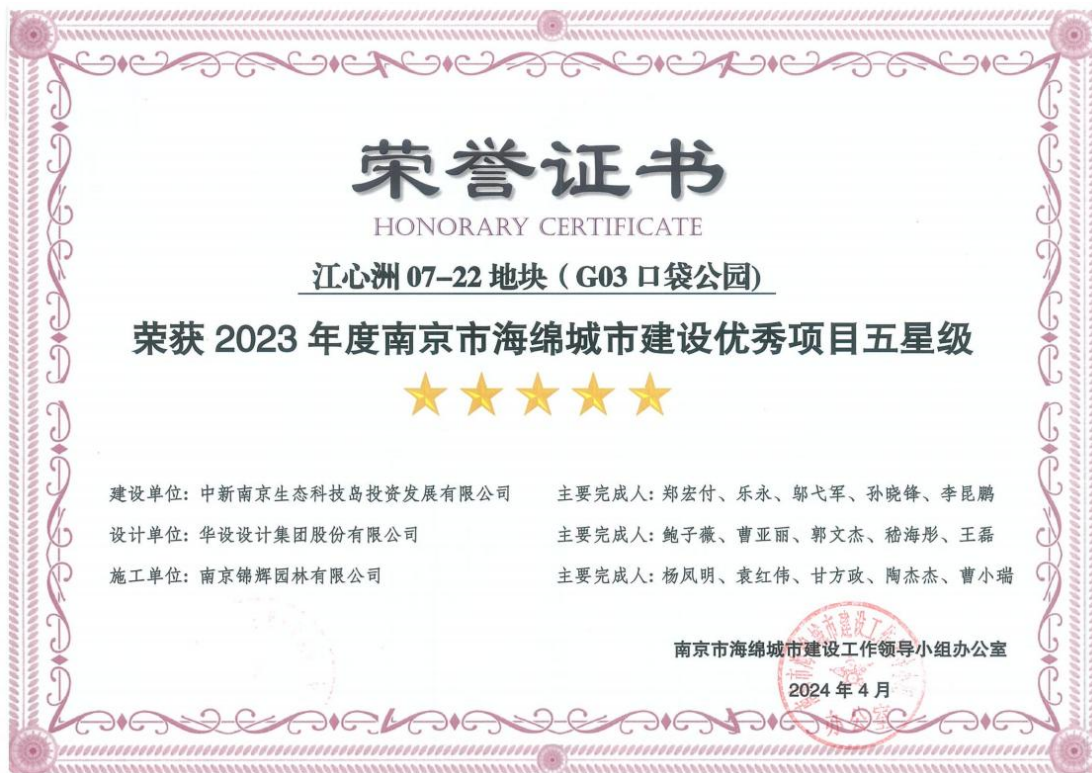 荣誉证书
HONORARY CERTIFICATE
江心洲 07-22 地块（G03 口袋公园)
荣获 2023 年度南京市海绵城市建设优秀项目五星级
建设单位: 中新南京生态科技岛投资发展有限公司 主要完成人: 郑宏付、乐永、邬弋军、孙晓锋、李昆鹏
设计单位: 华设设计集团股份有限公司 主要完成人: 鲍子薇、曹亚丽、郭文杰、嵇海彤、王磊
施工单位: 南京锦辉园林有限公司 主要完成人: 杨凤明、袁红伟、甘方政、陶杰杰、曹小瑞
南京市海绵城市建设工作领导小组办公室
2024 年 4 月
办公室